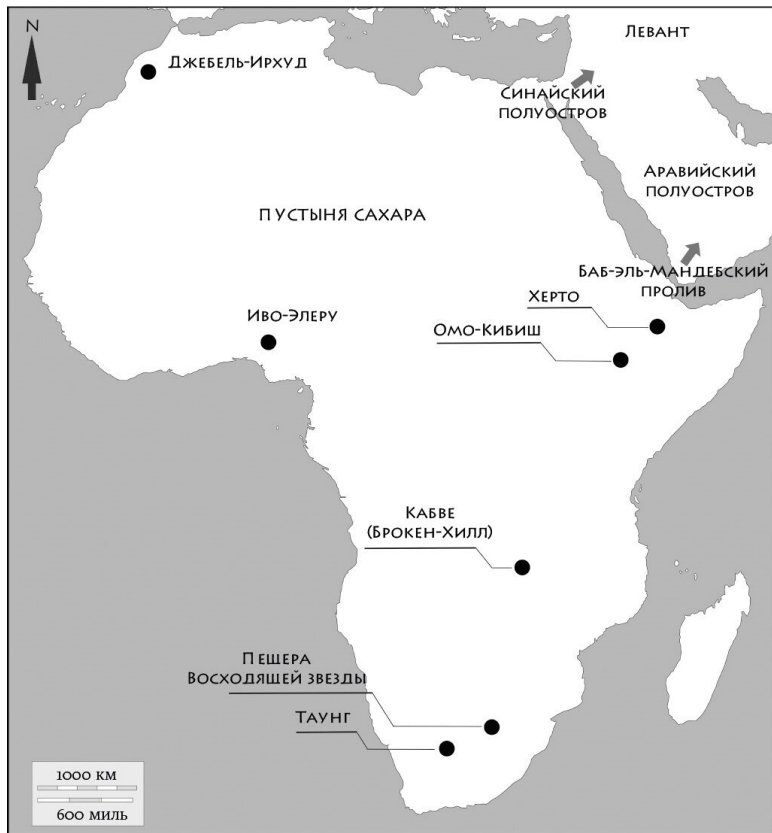 N
Левант
Джебель-Ирхуд
Синайский
полуостров
Аравийский
полуостров
Пустыня Сахара
Баб-эль-Мандебский
пролив
Херто
Иво-Элеру
Омо-Кибиш
Кабве
(Брокен-Хилл)
Пещера
Восходящей звезды
Таунг
1000 км
600 миль